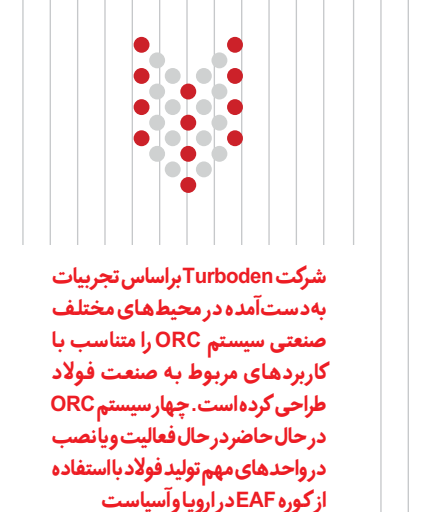 شرکت Turboden براساس تجربیات
به‌دست‌آمده در محیط‌های مختلف
صنعتی سیستم ORC را متناسب با
کاربردهای مربوط به صنعت فولاد
طراحی کرده است. چهار سیستم ORC
در حال حاضر در حال فعالیت و یا نصب
در واحدهای مهم تولید فولاد با استفاده
از کوره EAF در اروپا و آسیاست